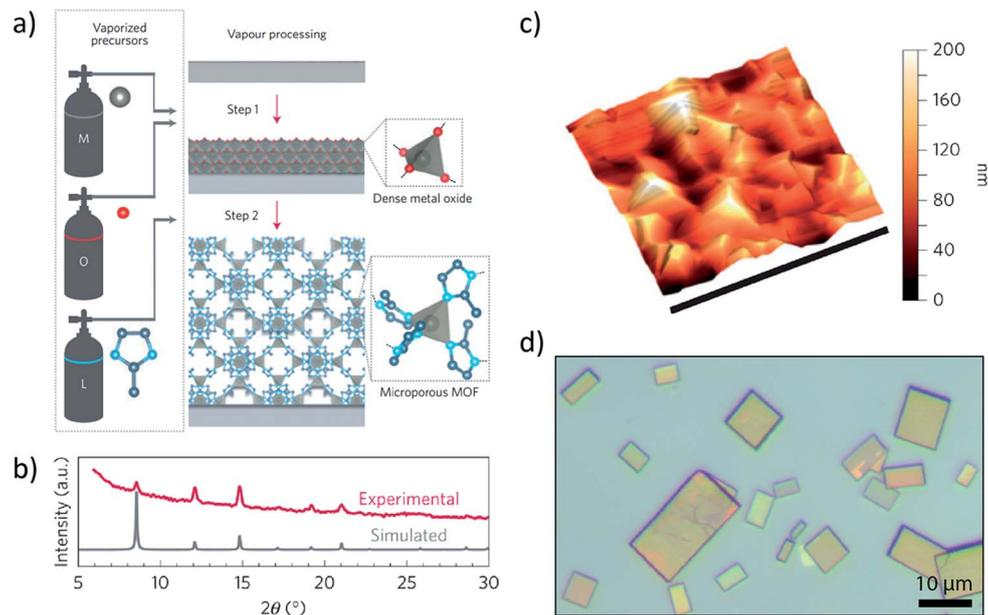 a)
Vaporized
precursors
Vapour processing
M
Step 1
Dense metal oxide
O
Step 2
L
Microporous MOF
b)
Intensity (a.u.)
Experimental
Simulated
5 10 15 20 25 30
2θ (°)
c)
200
160
120
80
40
0
nm
d)
10 μm